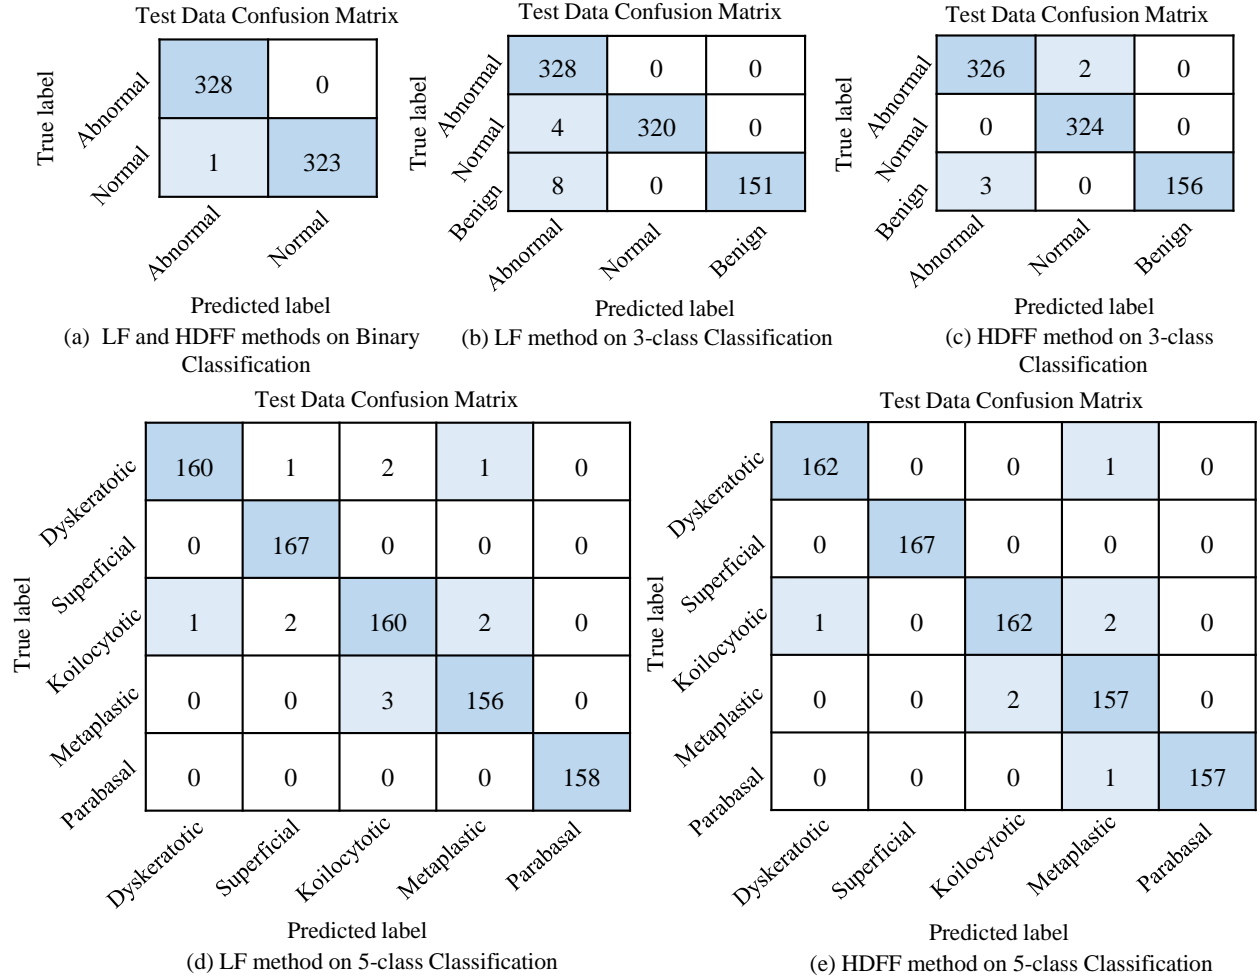 Test Data Confusion Matrix
True label
Abnormal 328 0
Normal 1 323
Abnormal Normal
Predicted label
(a) LF and HDFF methods on Binary
Classification
Test Data Confusion Matrix
True label
Abnormal 328 0 0
Normal 4 320 0
Benign 8 0 151
Abnormal Normal Benign
Predicted label
(b) LF method on 3-class Classification
Test Data Confusion Matrix
True label
Abnormal 326 2 0
Normal 0 324 0
Benign 3 0 156
Abnormal Normal Benign
Predicted label
(c) HDFF method on 3-class
Classification
Test Data Confusion Matrix
True label
Dyskeratotic 160 1 2 1 0
Superficial 0 167 0 0 0
Koilocytotic 1 2 160 2 0
Metaplastic 0 0 3 156 0
Parabasal 0 0 0 0 158
Dyskeratotic Superficial Koilocytotic Metaplastic Parabasal
Predicted label
(d) LF method on 5-class Classification
Test Data Confusion Matrix
True label
Dyskeratotic 162 0 0 1 0
Superficial 0 167 0 0 0
Koilocytotic 1 0 162 2 0
Metaplastic 0 0 2 157 0
Parabasal 0 0 0 1 157
Dyskeratotic Superficial Koilocytotic Metaplastic Parabasal
Predicted label
(e) HDFF method on 5-class Classification